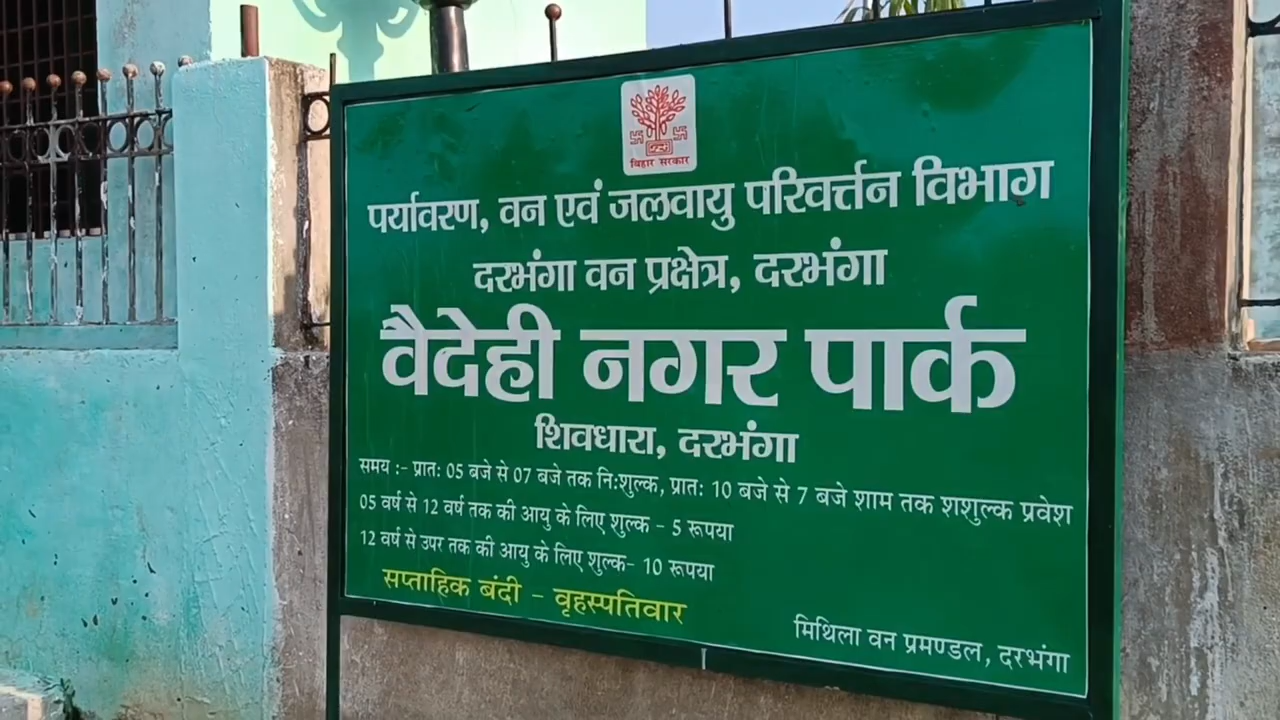 बिहार सरकार
पर्यावरण, वन एवं जलवायु परिवर्त्तन विभाग
दरभंगा वन प्रक्षेत्र, दरभंगा
वैदेही नगर पार्क
शिवधारा, दरभंगा
समय :- प्रात: 05 बजे से 07 बजे तक नि:शुल्क, प्रात: 10 बजे से 7 बजे शाम तक शशुल्क प्रवेश
05 वर्ष से 12 वर्ष तक की आयु के लिए शुल्क - 5 रूपया
12 वर्ष से उपर तक की आयु के लिए शुल्क- 10 रूपया
सप्ताहिक बंदी - वृहस्पतिवार
मिथिला वन प्रमण्डल, दरभंगा